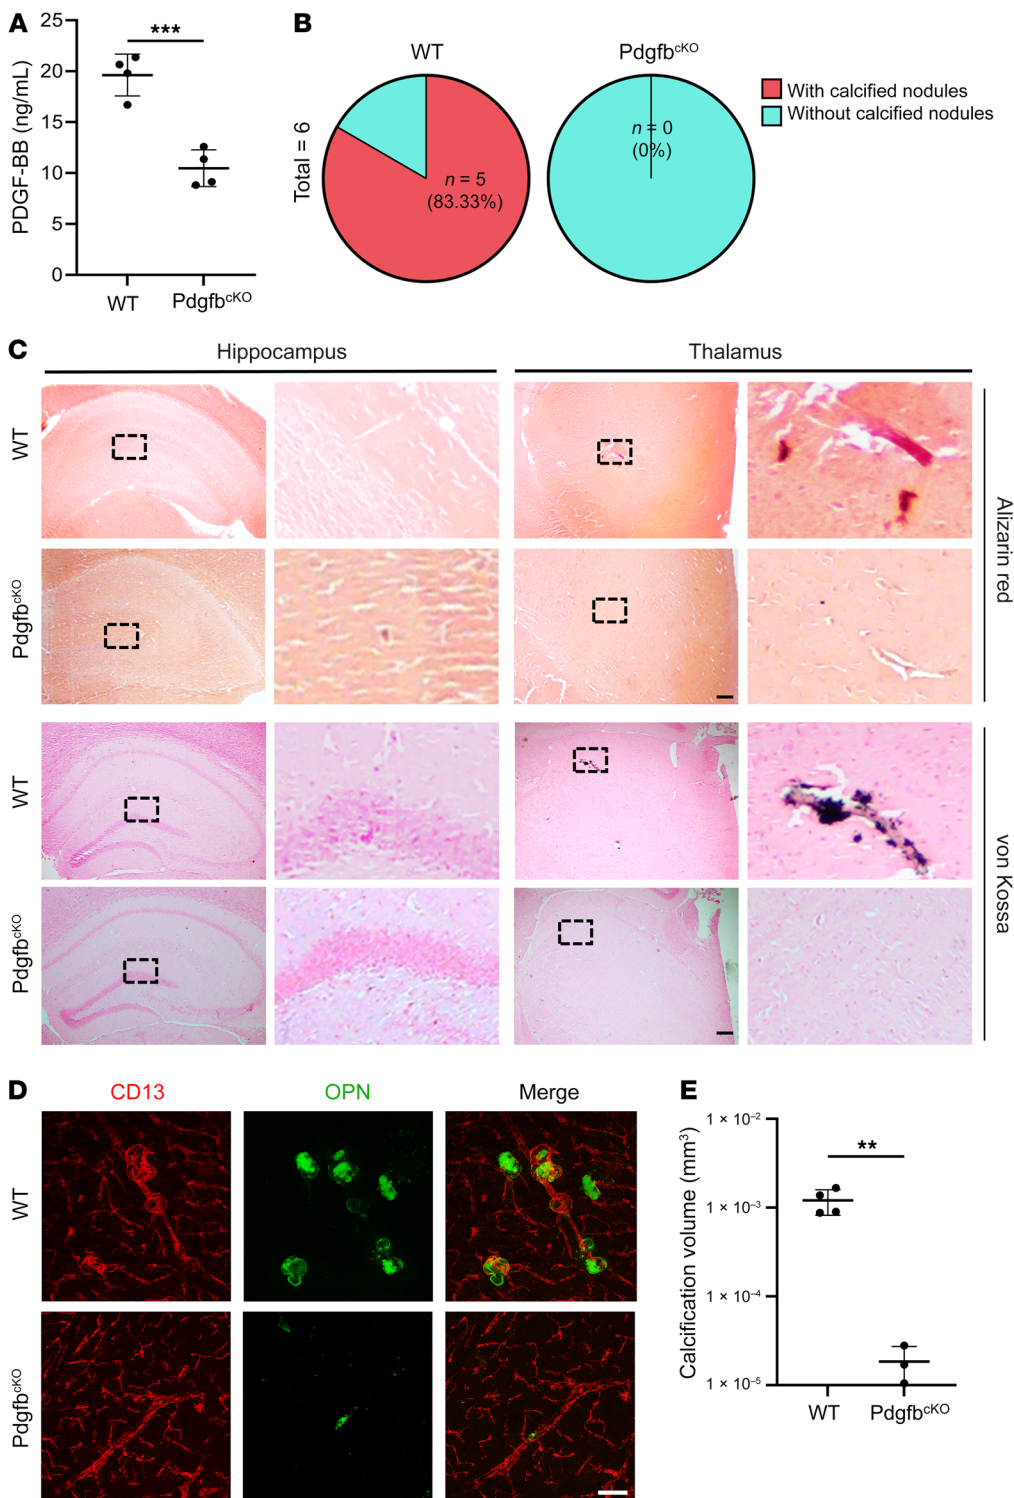 A
25
20
15
10
5
0
PDGF-BB (ng/mL)
***
WT
PdgfbcKO
B
WT
PdgfbcKO
Total = 6
n = 5
(83.33%)
n = 0
(0%)
With calcified nodules
Without calcified nodules
C
Hippocampus
Thalamus
WT
PdgfbcKO
Alizarin red
WT
PdgfbcKO
von Kossa
D
CD13
OPN
Merge
WT
PdgfbcKO
E
Calcification volume (mm³)
1 × 10⁻²
1 × 10⁻³
1 × 10⁻⁴
1 × 10⁻⁵
**
WT
PdgfbcKO